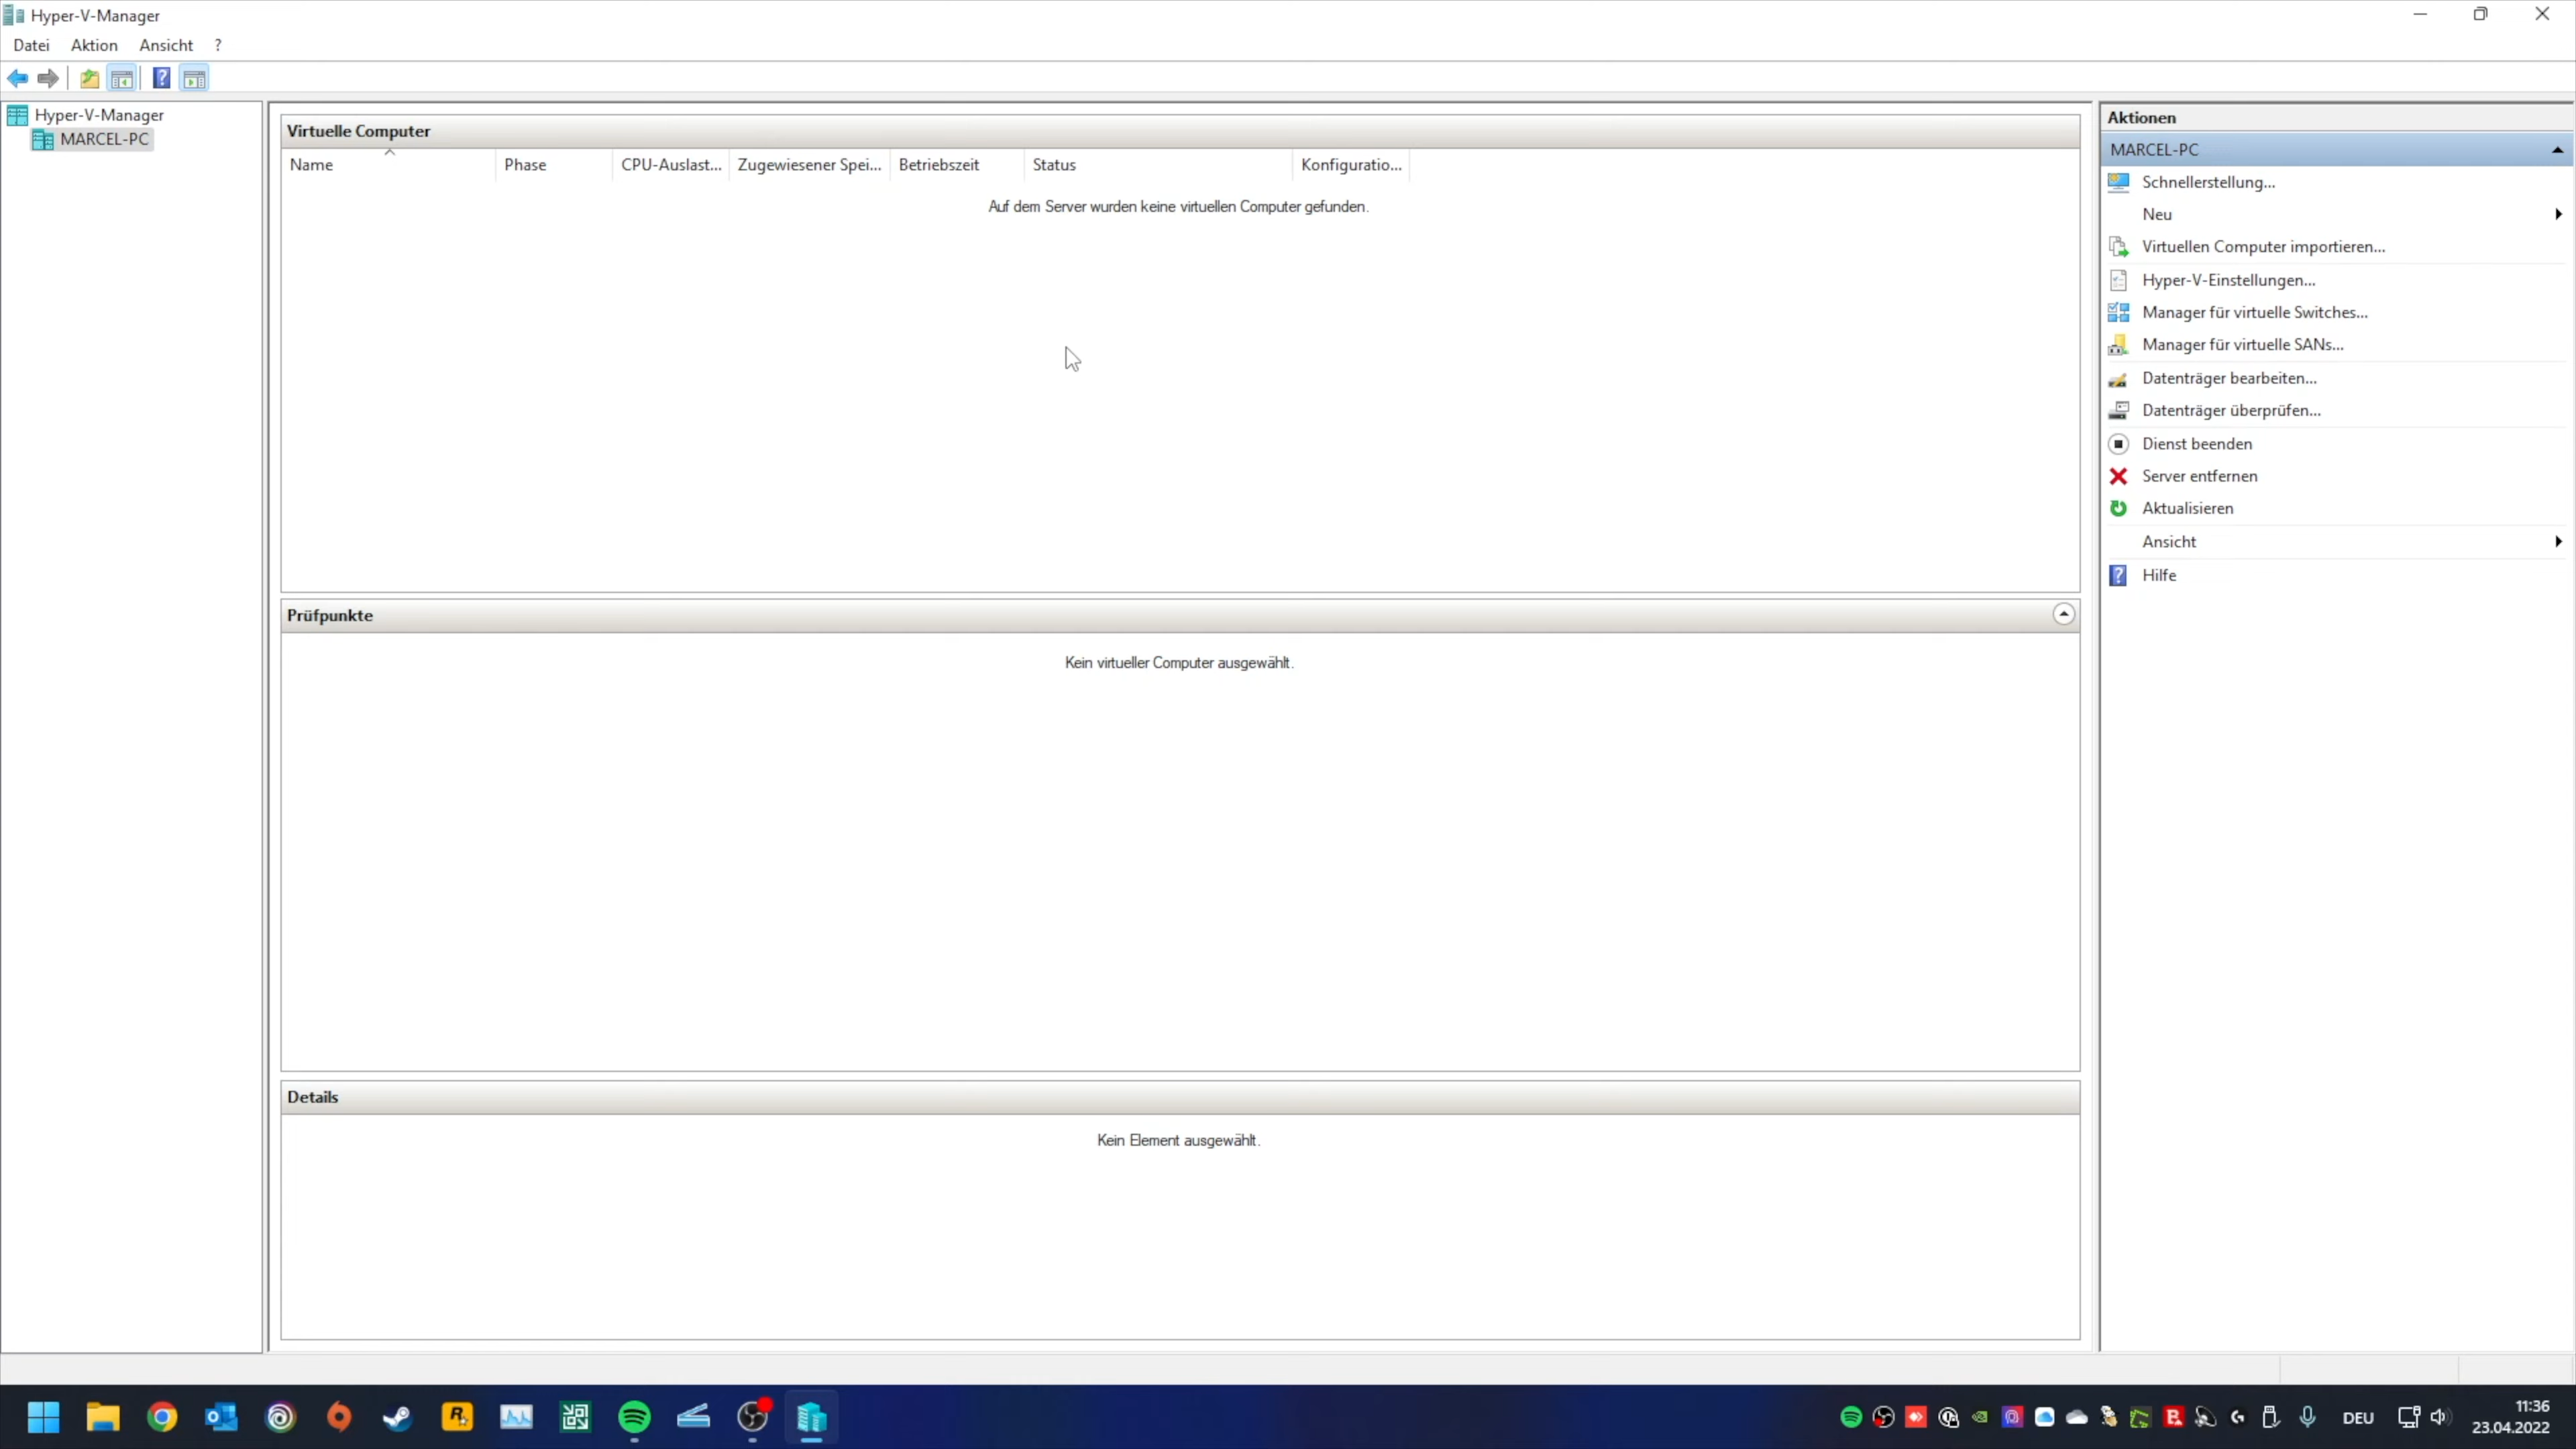 Hyper-V-Manager
Datei Aktion Ansicht ?
Hyper-V-Manager
MARCEL-PC
Virtuelle Computer
Name Phase CPU-Auslast... Zugewiesener Spei... Betriebszeit Status Konfiguratio...
Auf dem Server wurden keine virtuellen Computer gefunden.
Prüfpunkte
Kein virtueller Computer ausgewählt.
Details
Kein Element ausgewählt.
Aktionen
MARCEL-PC
Schnellerstellung...
Neu
Virtuellen Computer importieren...
Hyper-V-Einstellungen...
Manager für virtuelle Switches...
Manager für virtuelle SANs...
Datenträger bearbeiten...
Datenträger überprüfen...
Dienst beenden
Server entfernen
Aktualisieren
Ansicht
Hilfe
DEU
11:36
23.04.2022